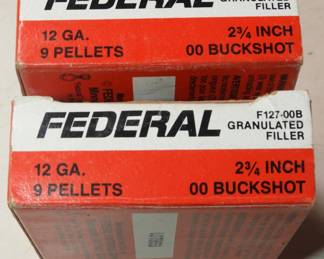 FEDERAL
GRANULATED
FILLER
12 GA.
2¾ INCH
9 PELLETS
00 BUCKSHOT
FEDERAL
F127-00B
GRANULATED
FILLER
12 GA.
2¾ INCH
9 PELLETS
00 BUCKSHOT